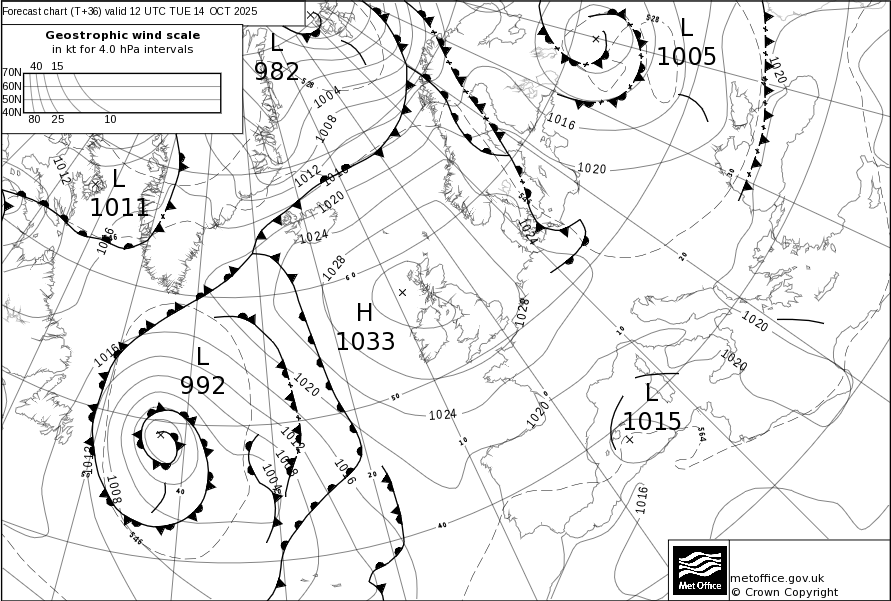 Forecast chart (T+36) valid 12 UTC TUE 14 OCT 2025
Geostrophic wind scale
in kt for 4.0 hPa intervals
40 15
70N
60N
50N
40N
80 25 10
L
982
L
1005
528
1020
528
1004
1008
1016
1012
1016
1020
1020
1012
L
1011
1016
1024
1024
1028
60
20
H
1033
1028
10
1020
1020
1016
L
992
1020
50
0
L
1015
1024
1020
564
1012
10
1012
1008
1004
1016
20
1008
40
1016
40
546
metoffice.gov.uk
© Crown Copyright
Met Office